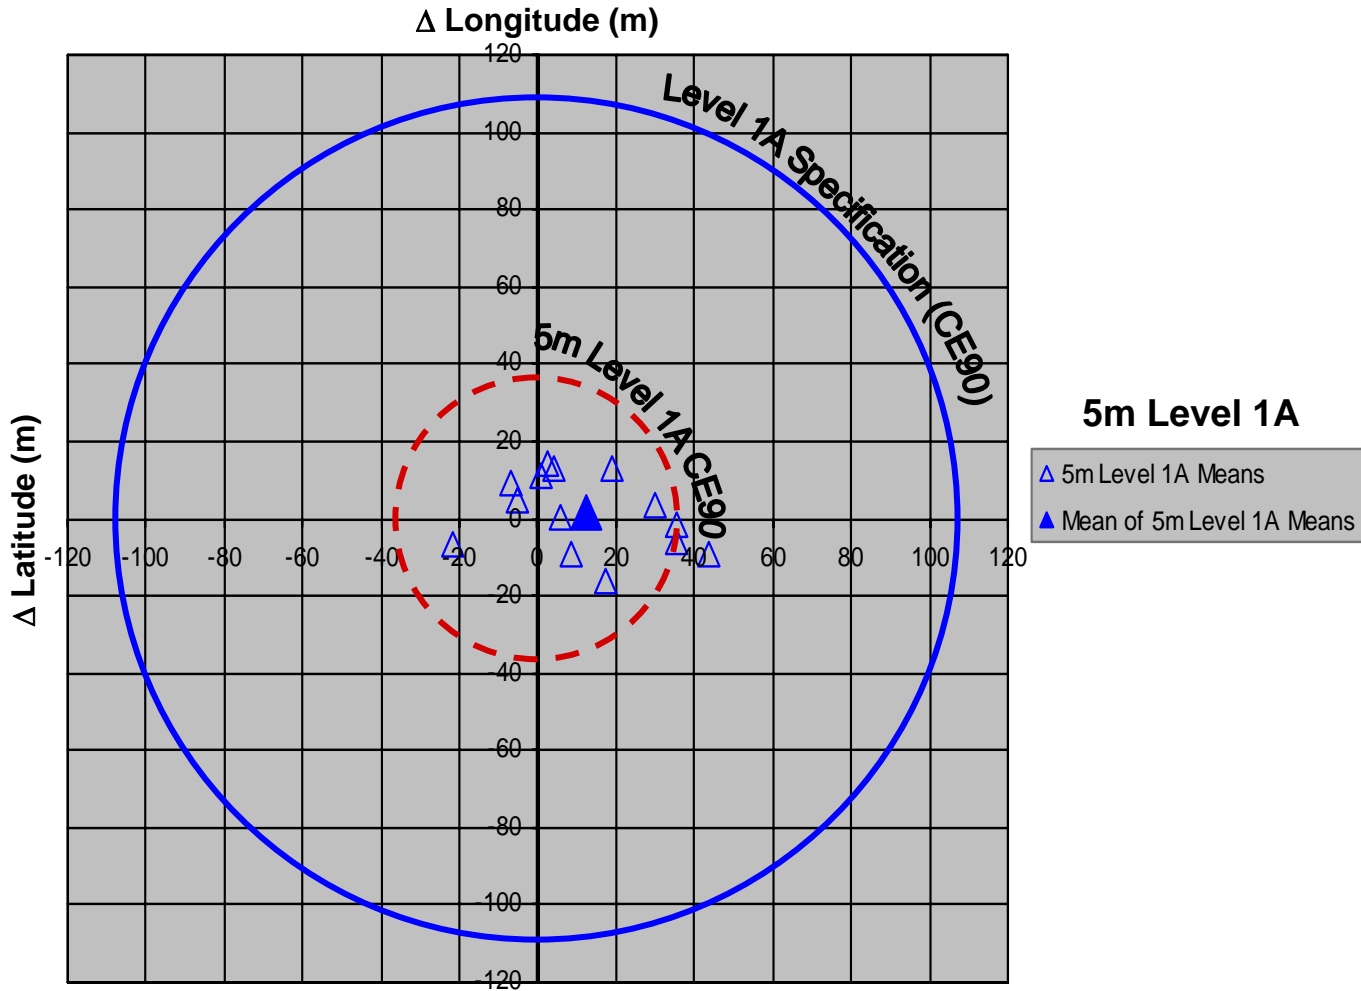 Δ Longitude (m)
120
Level 1A Specification (CE90)
100
80
60
5m Level 1A CE90
40
20
0
-120 -100 -80 -60 -40 -20 0 20 40 60 80 100 120
-20
-40
-60
-80
-100
-120
Δ Latitude (m)
5m Level 1A
5m Level 1A Means
Mean of 5m Level 1A Means